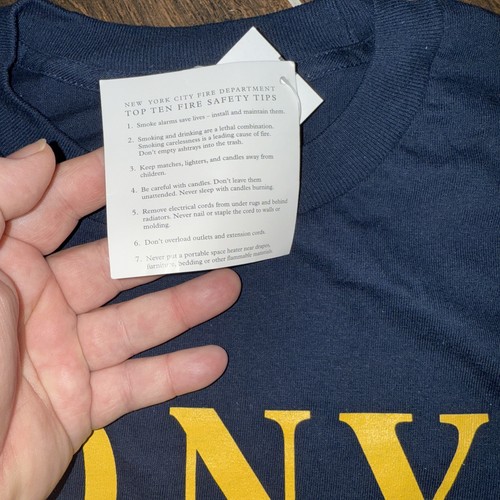 NEW YORK CITY FIRE DEPARTMENT
TOP TEN FIRE SAFETY TIPS
1. Smoke alarms save lives - install and maintain them.
2. Smoking and drinking are a lethal combination.
Smoking carelessness is a leading cause of fire.
Don't empty ashtrays into the trash.
3. Keep matches, lighters, and candles away from
children.
4. Be careful with candles. Don't leave them
unattended. Never sleep with candles burning.
5. Remove electrical cords from under rugs and behind
radiators. Never nail or staple the cord to walls or
molding.
6. Don't overload outlets and extension cords.
7. Never put a portable space heater near drapes,
furniture, bedding or other flammable materials
NY